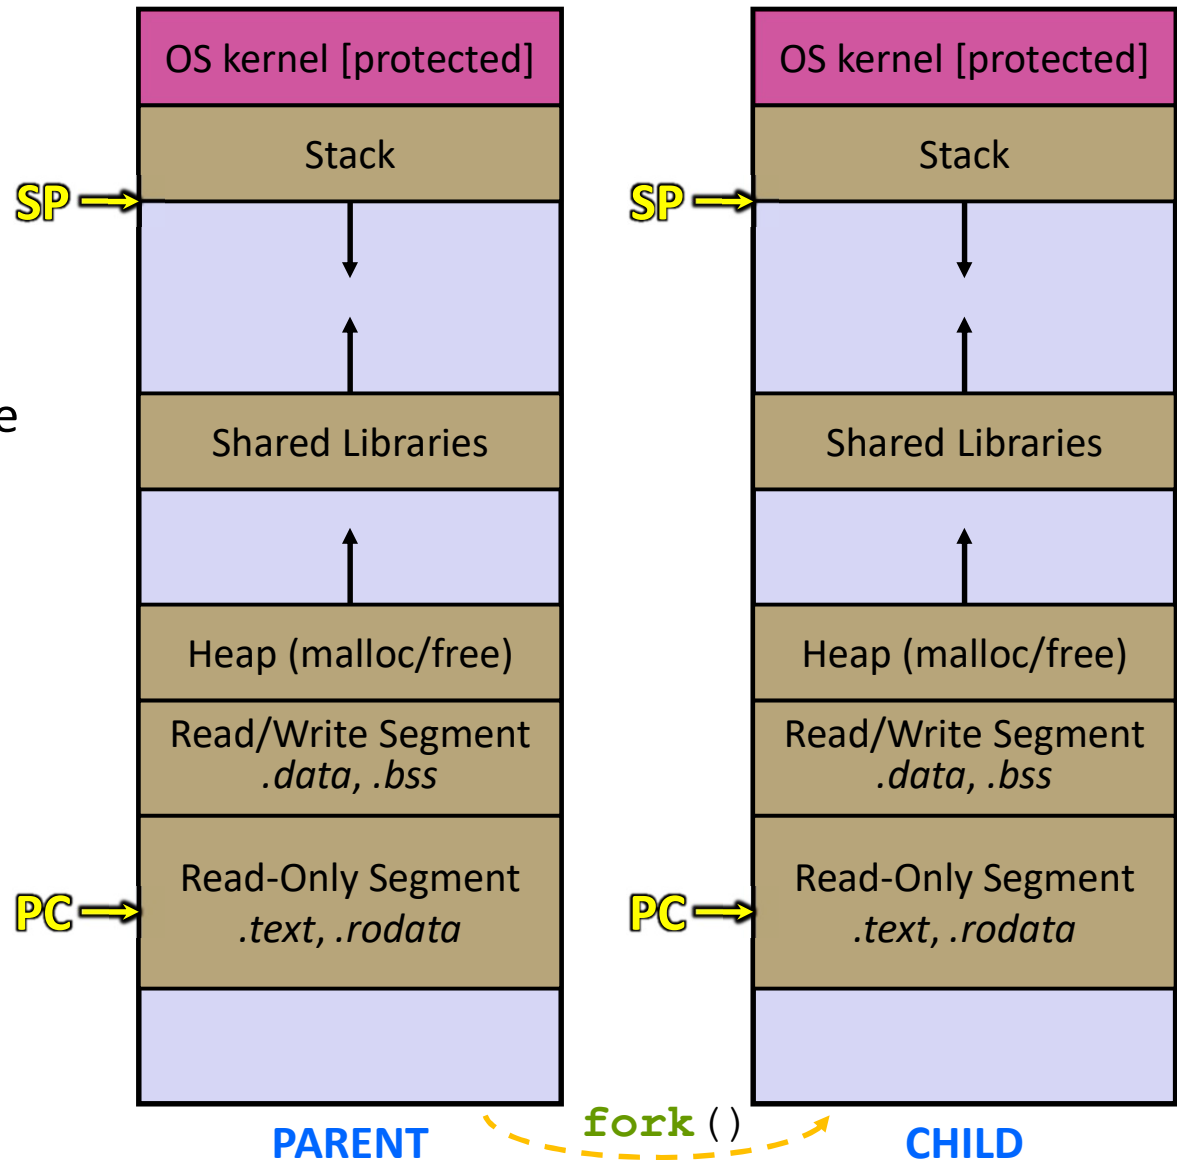 OS kernel [protected]
Stack
SP
Shared Libraries
Heap (malloc/free)
Read/Write Segment
.data, .bss
Read-Only Segment
.text, .rodata
PC
PARENT
e
OS kernel [protected]
Stack
SP
Shared Libraries
Heap (malloc/free)
Read/Write Segment
.data, .bss
Read-Only Segment
.text, .rodata
PC
CHILD
fork()